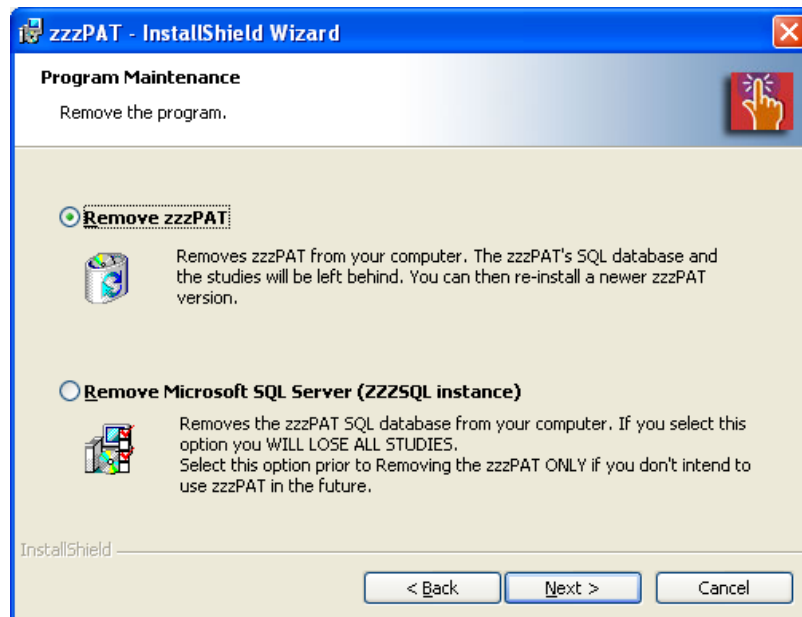 zzzPAT - InstallShield Wizard
Program Maintenance
Remove the program.
Remove zzzPAT
Removes zzzPAT from your computer. The zzzPAT's SQL database and
the studies will be left behind. You can then re-install a newer zzzPAT
version.
Remove Microsoft SQL Server (ZZZSQL instance)
Removes the zzzPAT SQL database from your computer. If you select this
option you WILL LOSE ALL STUDIES.
Select this option prior to Removing the zzzPAT ONLY if you don't intend to
use zzzPAT in the future.
InstallShield
< Back Next > Cancel